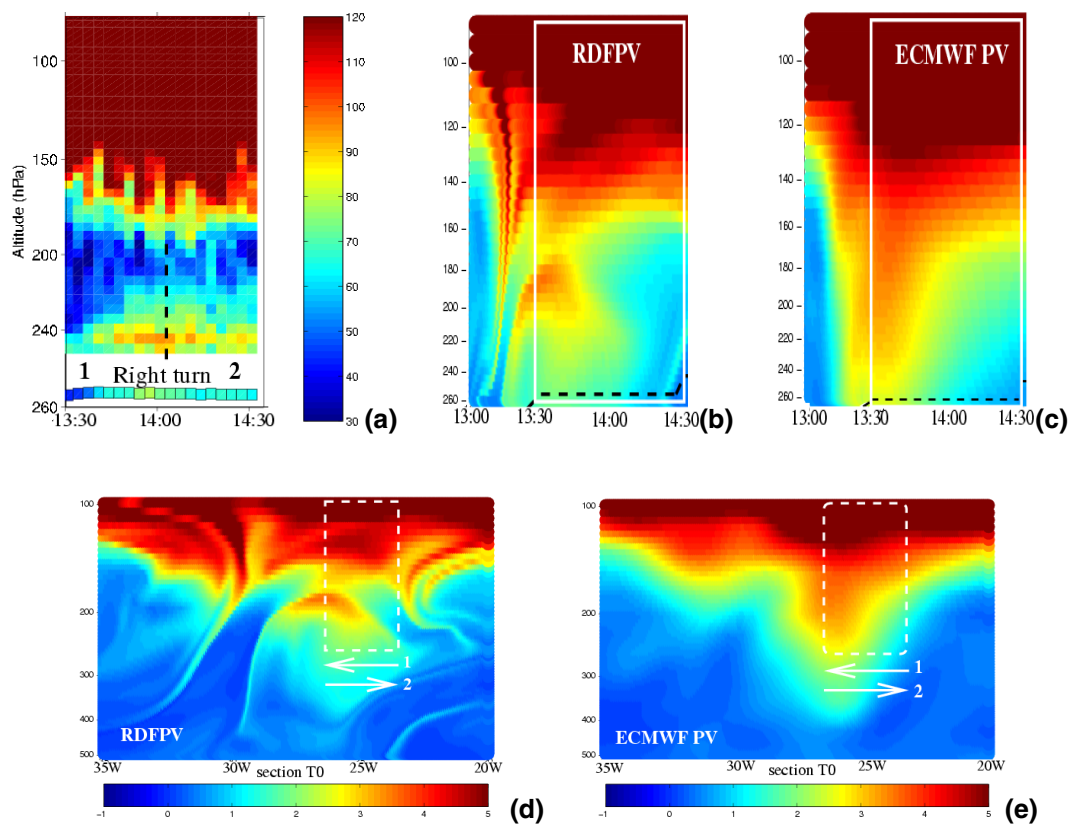 120
110
100
90
80
70
60
50
40
30
Altitude (hPa)
100
150
200
240
260
1 Right turn 2
13:30 14:00 14:30
(a)
RDFPV
100
120
140
160
180
200
220
240
260
13:00 13:30 14:00 14:30
(b)
ECMWF PV
100
120
140
160
180
200
220
240
260
13:00 13:30 14:00 14:30
(c)
100
200
300
400
500
1
2
RDFPV
35W 30W section T0 25W 20W
-1 0 1 2 3 4 5
(d)
100
200
300
400
500
1
2
ECMWF PV
35W 30W section T0 25W 20W
-1 0 1 2 3 4 5
(e)